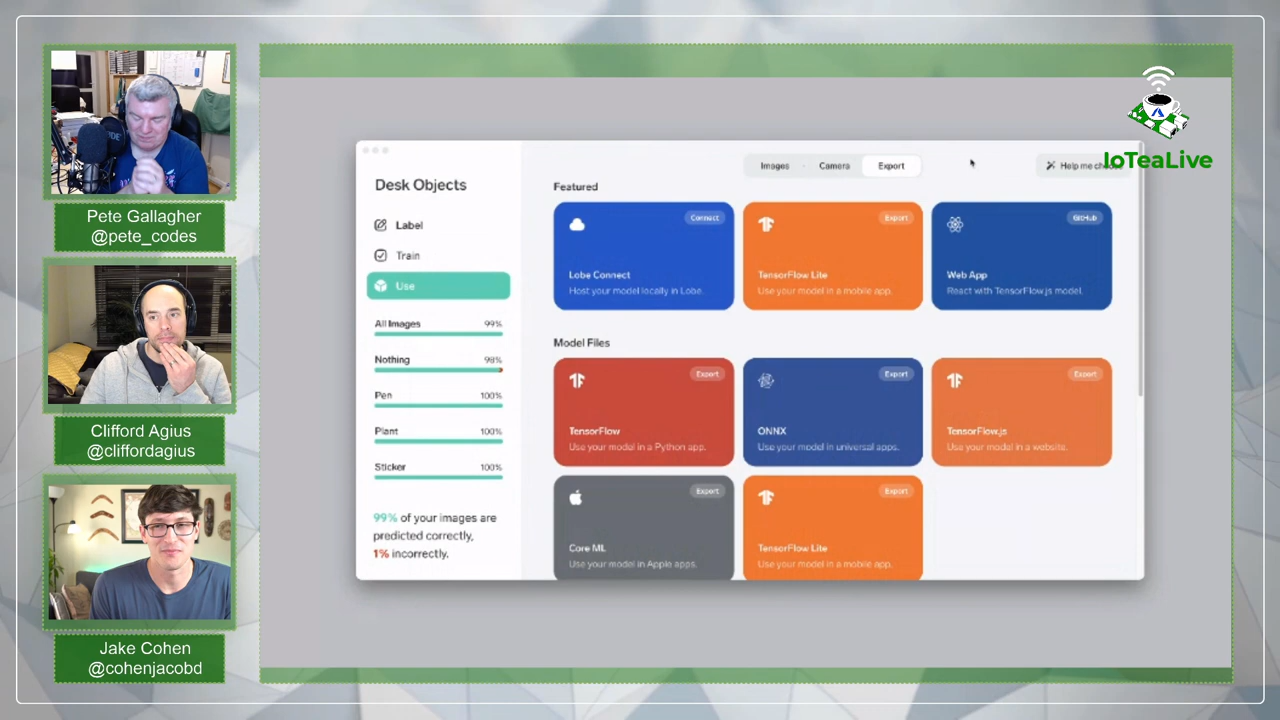 Pete Gallagher
@pete_codes
Clifford Agius
@cliffordagius
Jake Cohen
@cohenjacobd
IoTeaLive
Desk Objects
Label
Train
Use
All Images 99%
Nothing 98%
Pen 100%
Plant 100%
Sticker 100%
99% of your images are
predicted correctly,
1% incorrectly.
Images
Camera
Export
Help me
Featured
Connect
Lobe Connect
Host your model locally in Lobe.
Export
TensorFlow Lite
Use your model in a mobile app.
GitHub
Web App
React with TensorFlow.js model.
Model Files
Export
TensorFlow
Use your model in a Python app.
Export
ONNX
Use your model in universal apps.
Export
TensorFlow.js
Use your model in a website.
Export
Core ML
Use your model in Apple apps.
Export
TensorFlow Lite
Use your model in a mobile app.